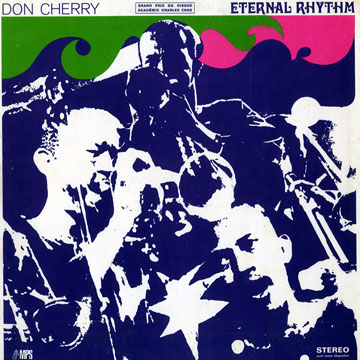 DON CHERRY
GRAND PRIX DU DISQUE
ACADÉMIE CHARLES CROS
ETERNAL RHYTHM
MPS
STEREO